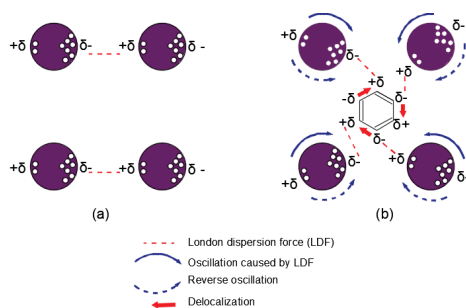 +δ δ- +δ δ -
+δ δ- +δ δ -
(a)
+δ δ- δ-
+δ +δ
-δ δ-
+δ δ+
δ-
+δ δ- δ-
(b)
London dispersion force (LDF)
Oscillation caused by LDF
Reverse oscillation
Delocalization